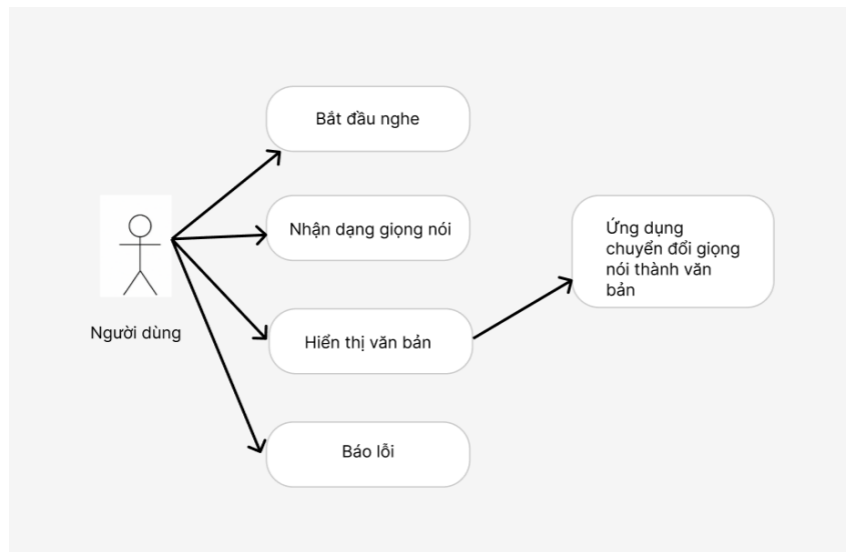 Bắt đầu nghe
Nhận dạng giọng nói
Ứng dụng
chuyển đổi giọng
nói thành văn
bản
Người dùng
Hiển thị văn bản
Báo lỗi